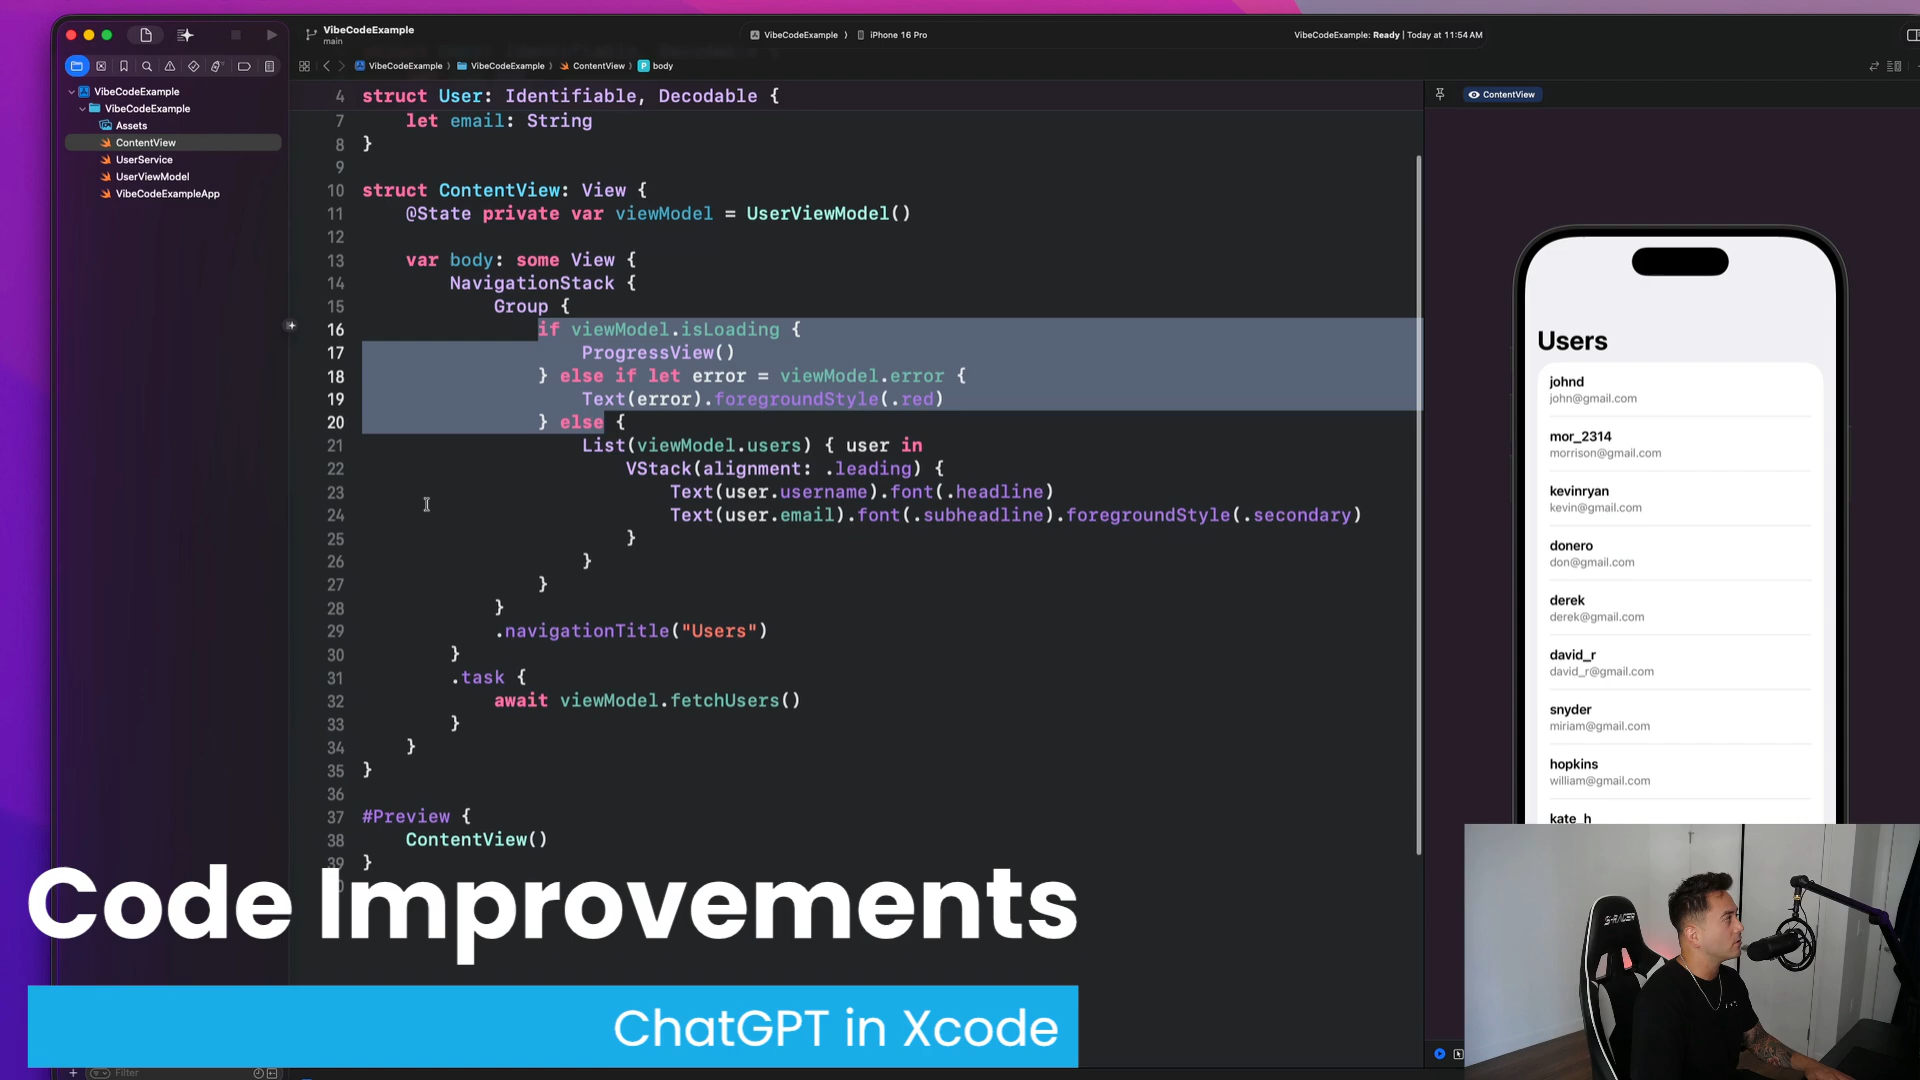 VibeCodeExample
main
VibeCodeExample
iPhone 16 Pro
VibeCodeExample: Ready | Today at 11:54 AM
VibeCodeExample
VibeCodeExample
ContentView
body
VibeCodeExample
VibeCodeExample
Assets
ContentView
UserService
UserViewModel
VibeCodeExampleApp
4 struct User: Identifiable, Decodable {
7 let email: String
8 }
9
10 struct ContentView: View {
11 @State private var viewModel = UserViewModel()
12
13 var body: some View {
14 NavigationStack {
15 Group {
16 if viewModel.isLoading {
17 ProgressView()
18 } else if let error = viewModel.error {
19 Text(error).foregroundStyle(.red)
20 } else {
21 List(viewModel.users) { user in
22 VStack(alignment: .leading) {
23 Text(user.username).font(.headline)
24 Text(user.email).font(.subheadline).foregroundStyle(.secondary)
25 }
26 }
27 }
28 }
29 .navigationTitle("Users")
30 }
31 .task {
32 await viewModel.fetchUsers()
33 }
34 }
35 }
36
37 #Preview {
38 ContentView()
39 }
ContentView
Users
johnd
john@gmail.com
mor_2314
morrison@gmail.com
kevinryan
kevin@gmail.com
donero
don@gmail.com
derek
derek@gmail.com
david_r
david_r@gmail.com
snyder
miriam@gmail.com
hopkins
william@gmail.com
kate_h
Code Improvements
ChatGPT in Xcode
Filter